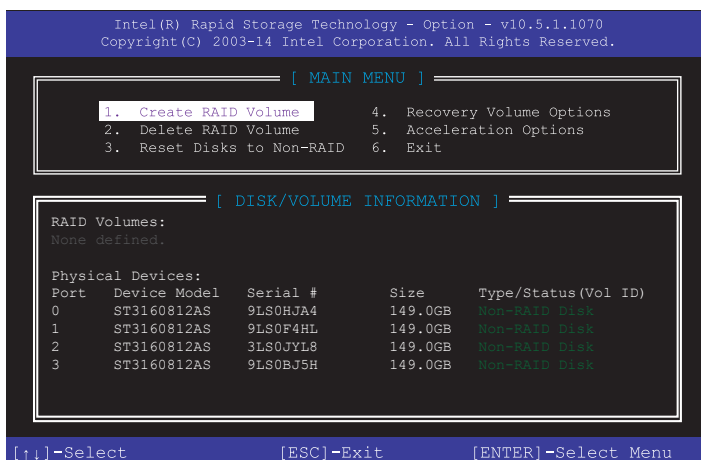 Intel(R) Rapid Storage Technology - Option - v10.5.1.1070
Copyright(C) 2003-14 Intel Corporation. All Rights Reserved.
[ MAIN MENU ]
1. Create RAID Volume 4. Recovery Volume Options
2. Delete RAID Volume 5. Acceleration Options
3. Reset Disks to Non-RAID 6. Exit
[ DISK/VOLUME INFORMATION ]
RAID Volumes:
None defined.
Physical Devices:
Port Device Model Serial # Size Type/Status(Vol ID)
0 ST3160812AS 9LS0HJA4 149.0GB Non-RAID Disk
1 ST3160812AS 9LS0F4HL 149.0GB Non-RAID Disk
2 ST3160812AS 3LS0JYL8 149.0GB Non-RAID Disk
3 ST3160812AS 9LS0BJ5H 149.0GB Non-RAID Disk
[↑↓]-Select [ESC]-Exit [ENTER]-Select Menu